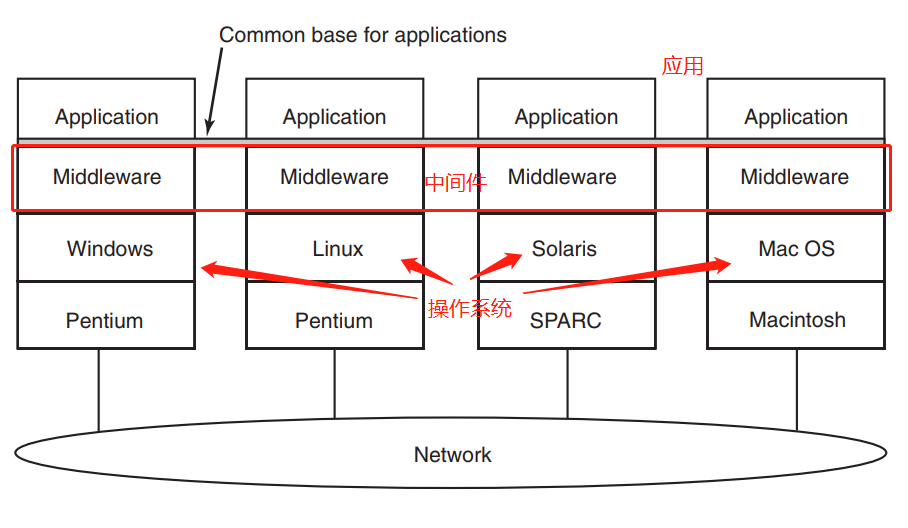 Common base for applications
应用
Application Application Application Application
Middleware Middleware 中间件 Middleware Middleware
Windows Linux Solaris Mac OS
操作系统
Pentium Pentium SPARC Macintosh
Network